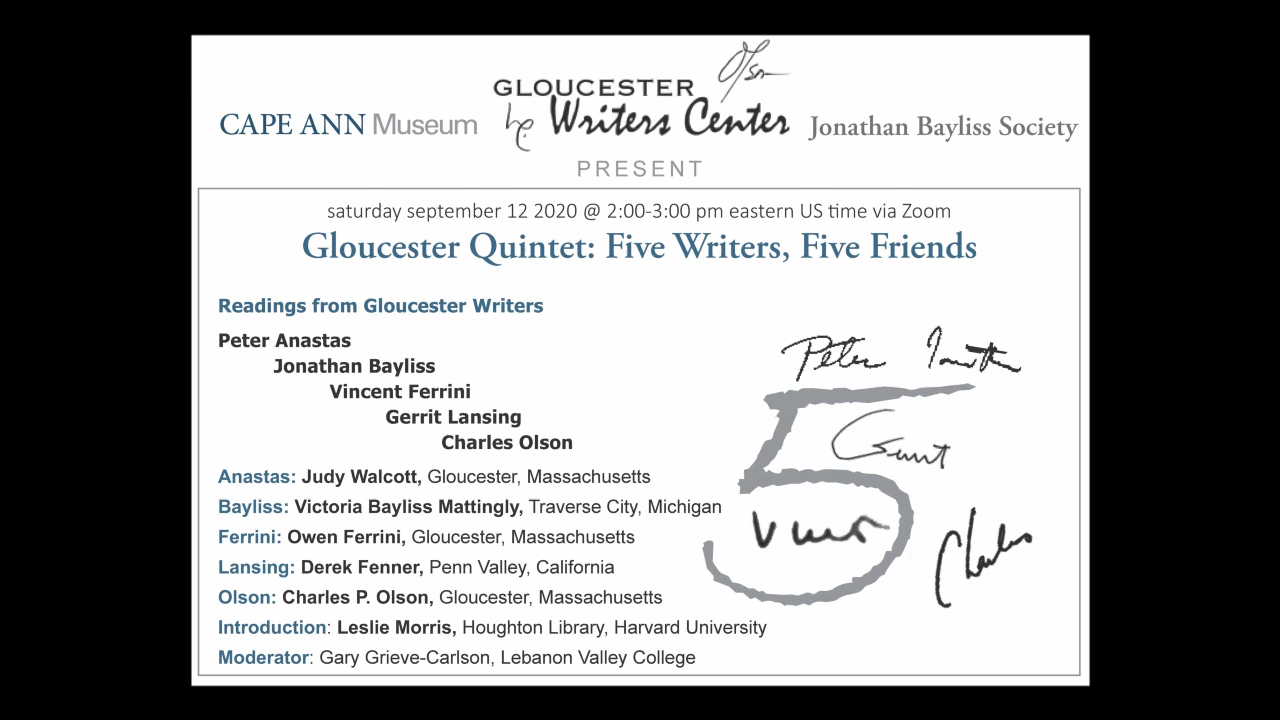 Olson
GLOUCESTER
CAPE ANN Museum
Writers Center
Jonathan Bayliss Society
PRESENT
saturday september 12 2020 @ 2:00-3:00 pm eastern US time via Zoom
Gloucester Quintet: Five Writers, Five Friends
Readings from Gloucester Writers
Peter Anastas
Jonathan Bayliss
Vincent Ferrini
Gerrit Lansing
Charles Olson
Peter Jonathan
5
Gerrit
Vincent
Charles
Anastas: Judy Walcott, Gloucester, Massachusetts
Bayliss: Victoria Bayliss Mattingly, Traverse City, Michigan
Ferrini: Owen Ferrini, Gloucester, Massachusetts
Lansing: Derek Fenner, Penn Valley, California
Olson: Charles P. Olson, Gloucester, Massachusetts
Introduction: Leslie Morris, Houghton Library, Harvard University
Moderator: Gary Grieve-Carlson, Lebanon Valley College